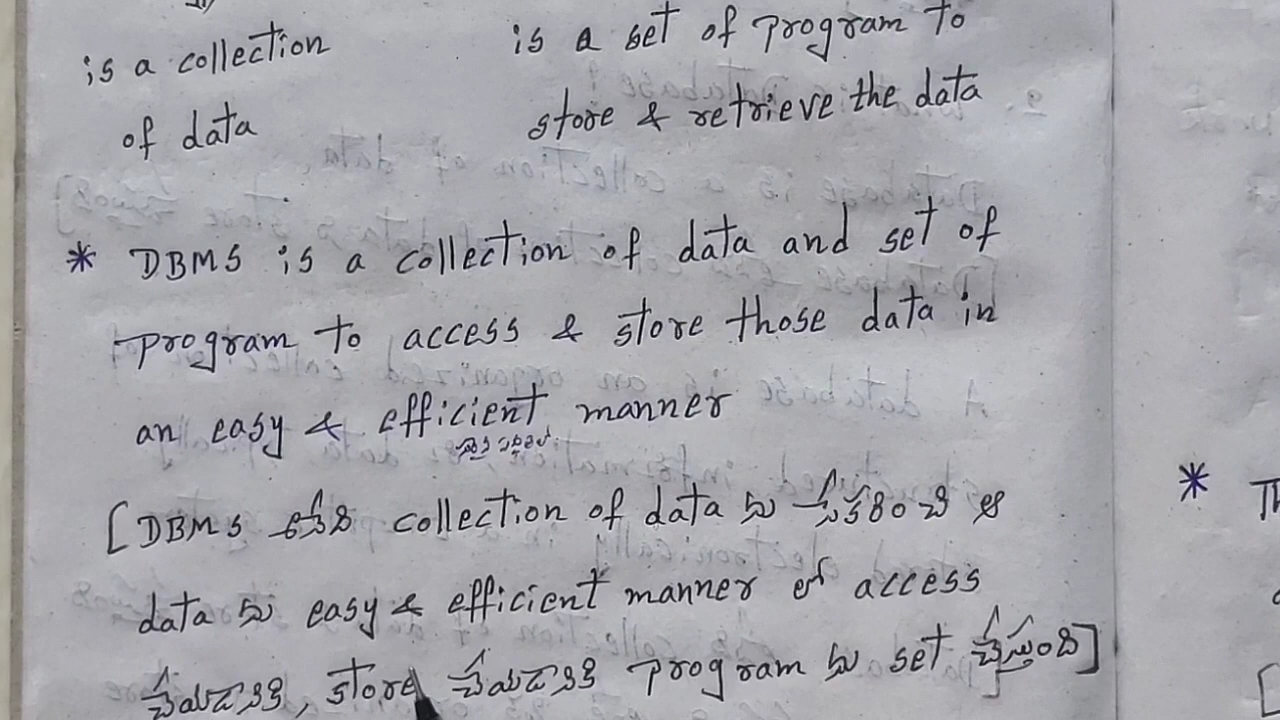 is a collection
of data
is a set of program to
store & retrieve the data
* DBMS is a collection of data and set of
program to access & store those data in
an easy & efficient manner
[DBMS అనేది collection of data ను స్వీకరించి ఆ
data ను easy & efficient manner లో access
చేయడానికి, store చేయడానికి program ను set చేస్తుంది]
*